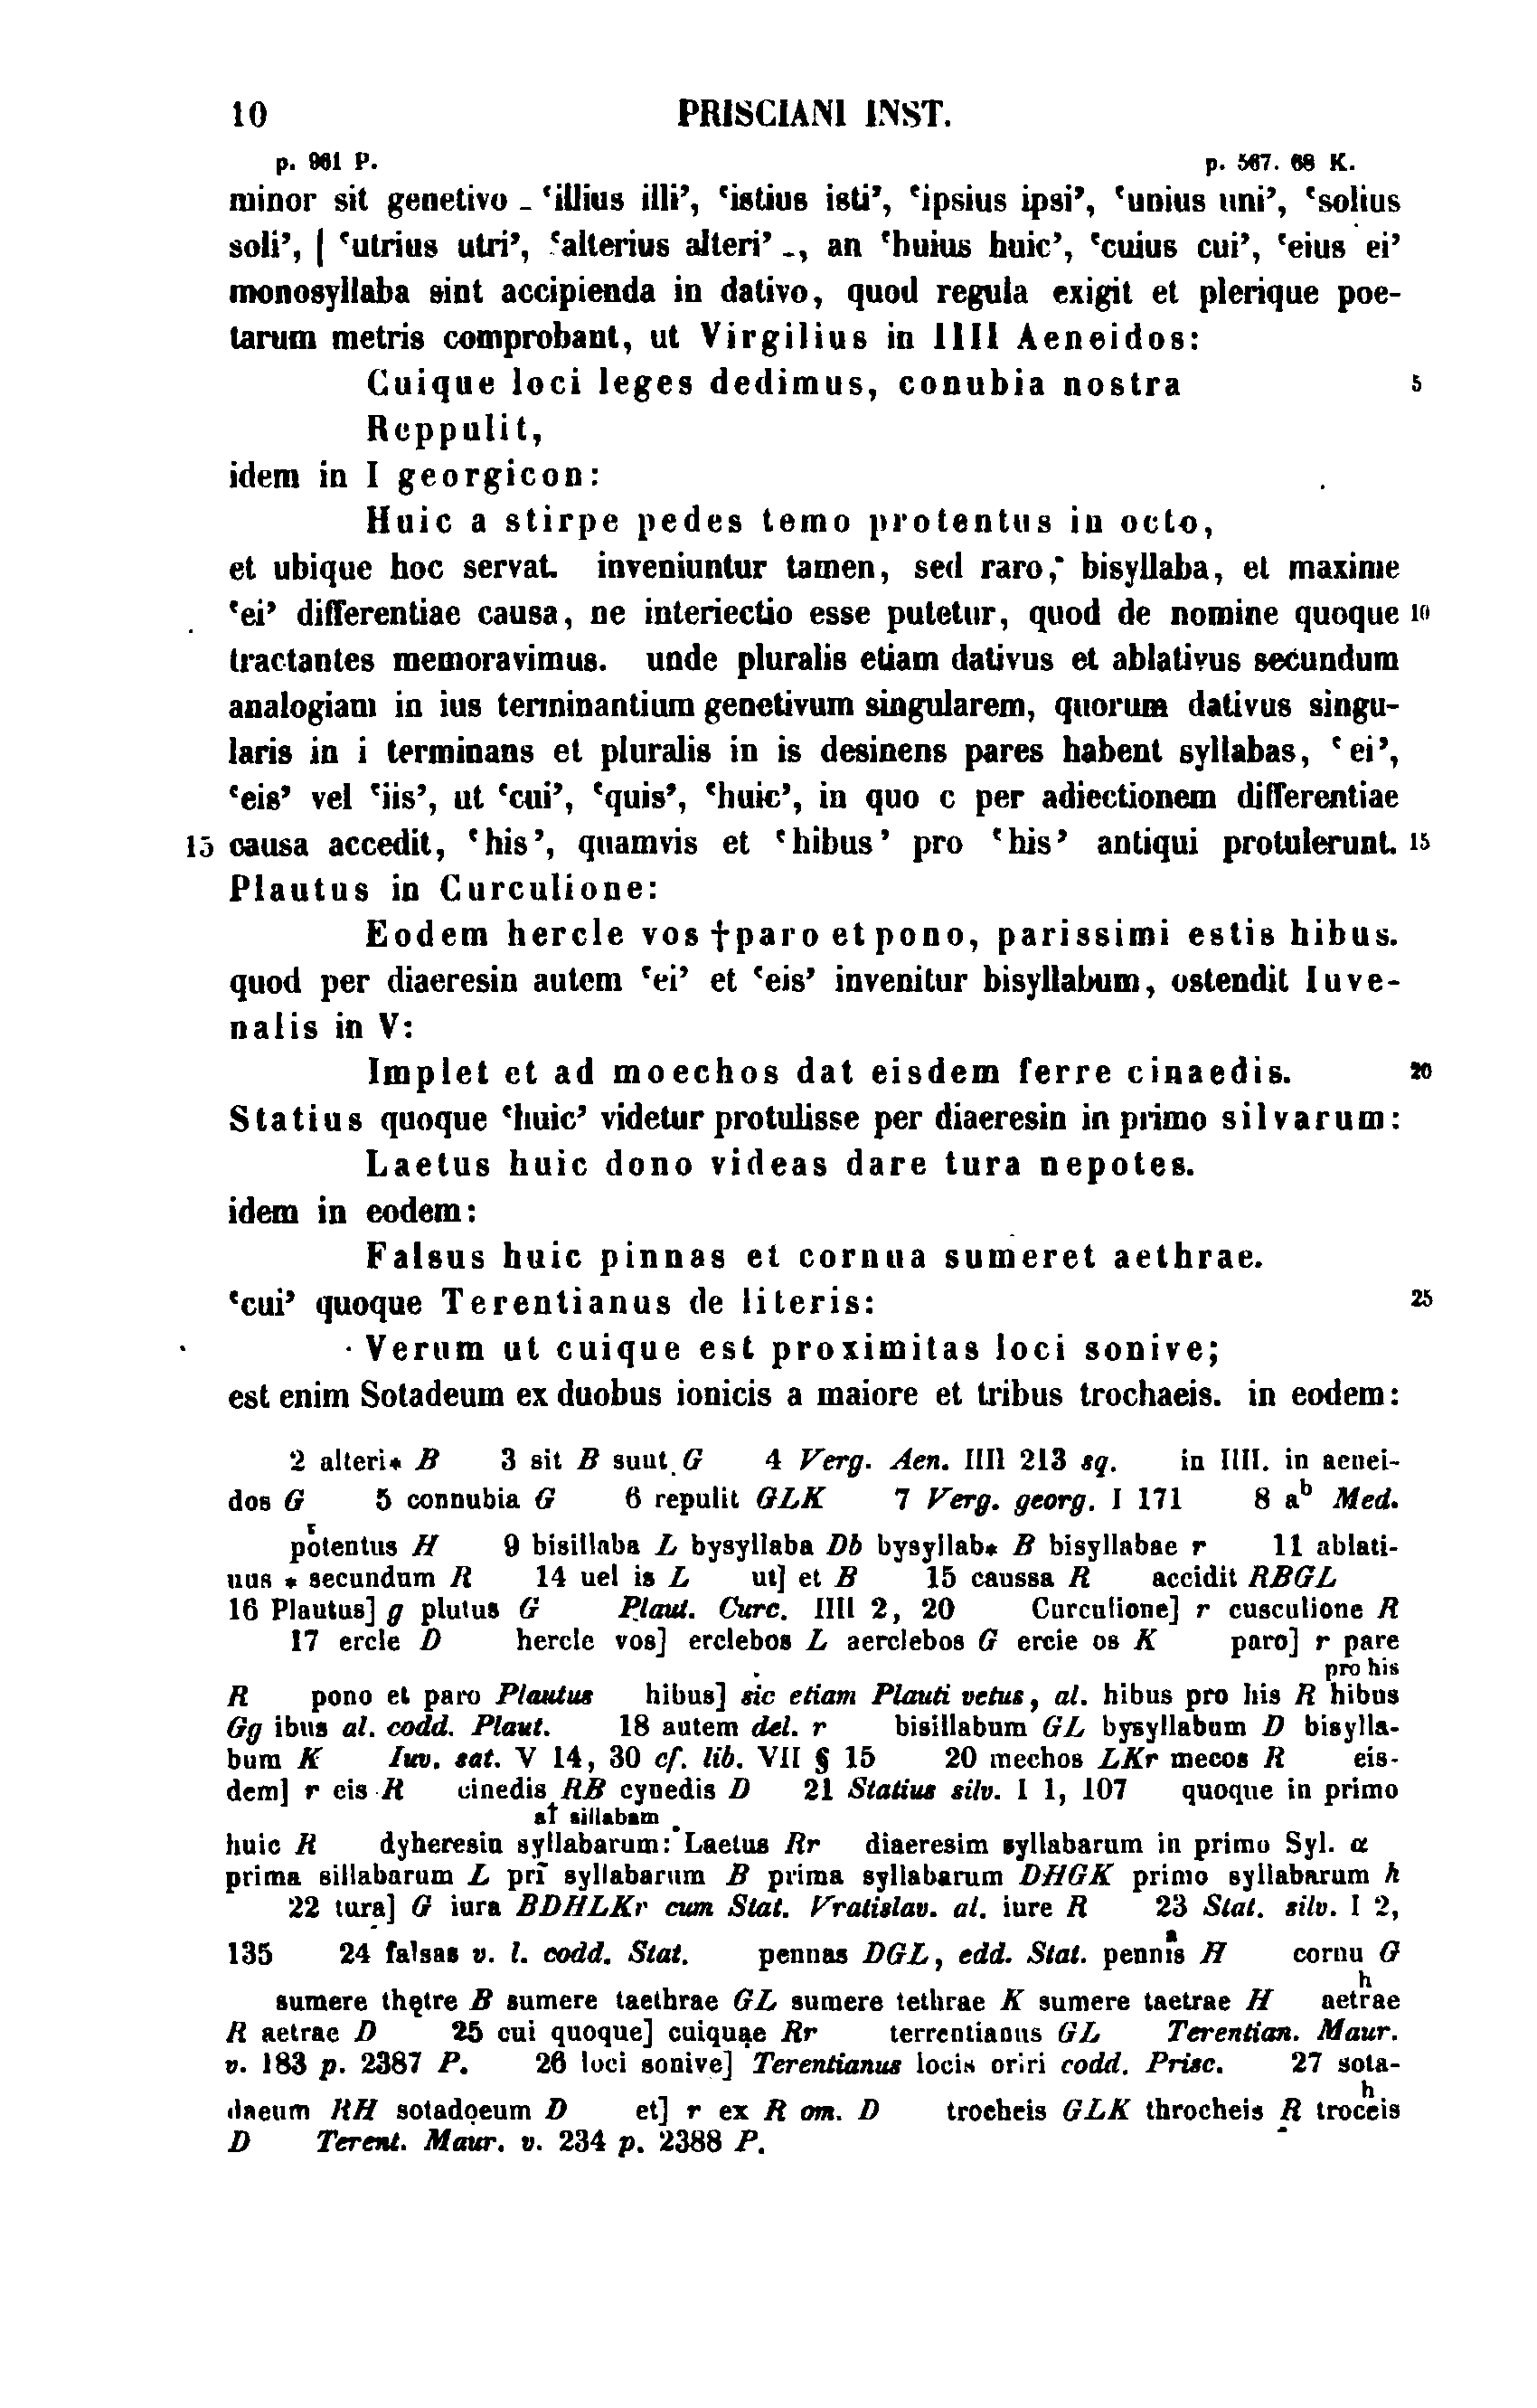 10 PRISCIANI INST.
p. 961 P. p. 567. 68 K.
minor sit genetivo - ‘illius illi’, ‘istius isti’, ‘ipsius ipsi’, ‘unius uni’, ‘solius
soli’, | ‘utrius utri’, ‘alterius alteri’ -, an ‘huius huic’, ‘cuius cui’, ‘eius ei’
monosyllaba sint accipienda in dativo, quod regula exigit et plerique poe-
tarum metris comprobant, ut Virgilius in IIII Aeneidos:
Cuique loci leges dedimus, conubia nostra 5
Reppulit,
idem in I georgicon:
Huic a stirpe pedes temo protentus in octo,
et ubique hoc servat. inveniuntur tamen, sed raro, bisyllaba, et maxime
‘ei’ differentiae causa, ne interiectio esse putetur, quod de nomine quoque 10
tractantes memoravimus. unde pluralis etiam dativus et ablativus secundum
analogiam in ius terminantium genetivum singularem, quorum dativus singu-
laris in i terminans et pluralis in is desinens pares habent syllabas, ‘ei’,
‘eis’ vel ‘iis’, ut ‘cui’, ‘quis’, ‘huic’, in quo c per adiectionem differentiae
15 causa accedit, ‘his’, quamvis et ‘hibus’ pro ‘his’ antiqui protulerunt. 15
Plautus in Curculione:
Eodem hercle vos †paro et pono, parissimi estis hibus.
quod per diaeresin autem ‘ei’ et ‘eis’ invenitur bisyllabum, ostendit Iuve-
nalis in V:
Implet et ad moechos dat eisdem ferre cinaedis. 20
Statius quoque ‘huic’ videtur protulisse per diaeresin in primo silvarum:
Laetus huic dono videas dare tura nepotes.
idem in eodem:
Falsus huic pinnas et cornua sumeret aethrae.
‘cui’ quoque Terentianus de literis: 25
Verum ut cuique est proximitas loci sonive;
est enim Sotadeum ex duobus ionicis a maiore et tribus trochaeis. in eodem:
2 alteri* B 3 sit B suut G 4 Verg. Aen. IIII 213 sq. in IIII. in aenei-
dos G 5 connubia G 6 repulit GLK 7 Verg. georg. I 171 8 ab Med.
r
potentus H 9 bisillaba L bysyllaba Db bysyllab* B bisyllabae r 11 ablati-
uus * secundum R 14 uel is L ut] et B 15 caussa R accidit RBGL
16 Plautus] g plutus G Plaut. Curc. IIII 2, 20 Curculione] r cusculione R
17 ercle D hercle vos] erclebos L aerclebos G ercie os K paro] r pare
pro his
R pono et paro Plautus hibus] sic etiam Plauti vetus, al. hibus pro his R hibus
Gg ibus al. codd. Plaut. 18 autem del. r bisillabum GL bysyllabum D bisylla-
bum K Iuv. sat. V 14, 30 cf. lib. VII § 15 20 mechos LKr mecos R eis-
dem] r eis R cinedis RB cynedis D 21 Statius silv. I 1, 107 quoque in primo
at sillabam
huic R dyheresin syllabarum: Laetus Rr diaeresim syllabarum in primo Syl. α
prima sillabarum L pri̅ syllabarum B prima syllabarum DHGK primo syllabarum h
22 tura] G iura BDHLKr cum Stat. Vratislav. al. iure R 23 Stat. silv. I 2,
a
135 24 falsas v. l. codd. Stat. pennas DGL, edd. Stat. pennis H cornu G
h
sumere thętre B sumere taethrae GL sumere tethrae K sumere taetrae H aetrae
R aetrae D 25 cui quoque] cuiquae Rr terrentianus GL Terentian. Maur.
v. 183 p. 2387 P. 26 loci sonive] Terentianus locis oriri codd. Prisc. 27 sota-
h
daeum RH sotadoeum D et] r ex R om. D trocheis GLK throcheis R troceis
D Terent. Maur. v. 234 p. 2388 P.